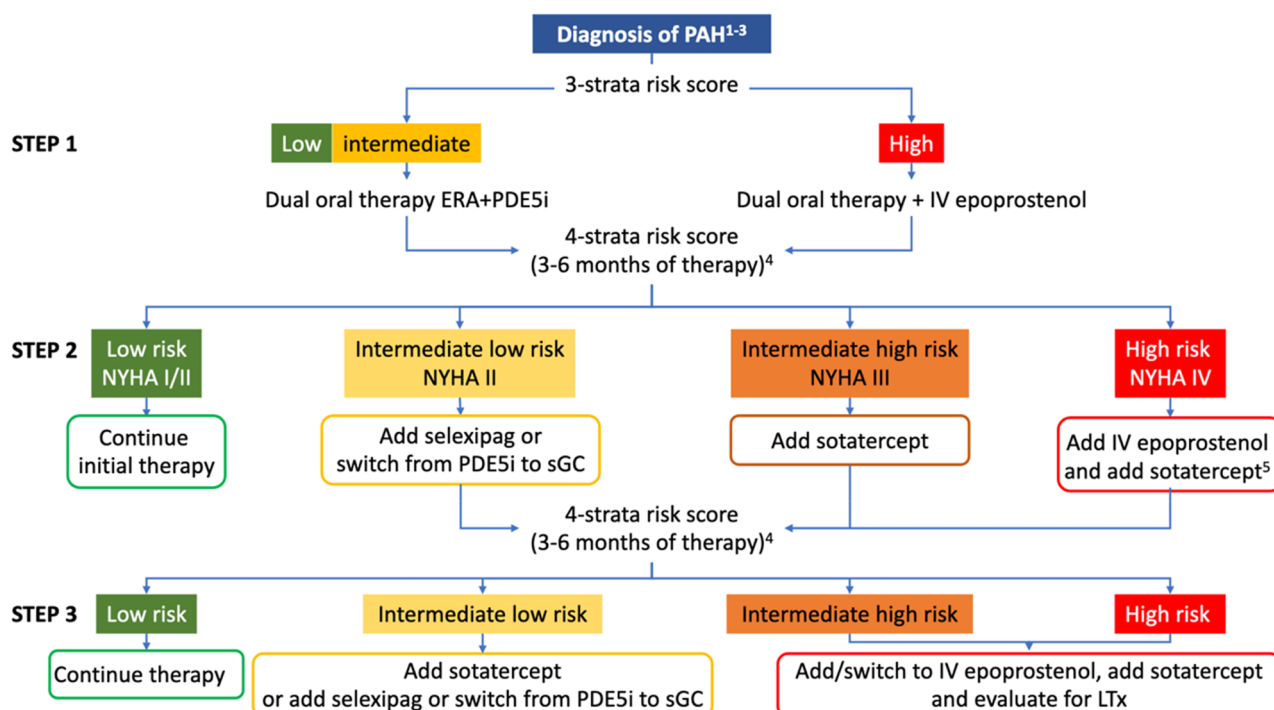 Diagnosis of PAH¹⁻³
3-strata risk score
STEP 1
Low intermediate
High
Dual oral therapy ERA+PDE5i
Dual oral therapy + IV epoprostenol
4-strata risk score
(3-6 months of therapy)⁴
STEP 2
Low risk
NYHA I/II
Intermediate low risk
NYHA II
Intermediate high risk
NYHA III
High risk
NYHA IV
Continue
initial therapy
Add selexipag or
switch from PDE5i to sGC
Add sotatercept
Add IV epoprostenol
and add sotatercept⁵
4-strata risk score
(3-6 months of therapy)⁴
STEP 3
Low risk
Intermediate low risk
Intermediate high risk
High risk
Continue therapy
Add sotatercept
or add selexipag or switch from PDE5i to sGC
Add/switch to IV epoprostenol, add sotatercept
and evaluate for LTx